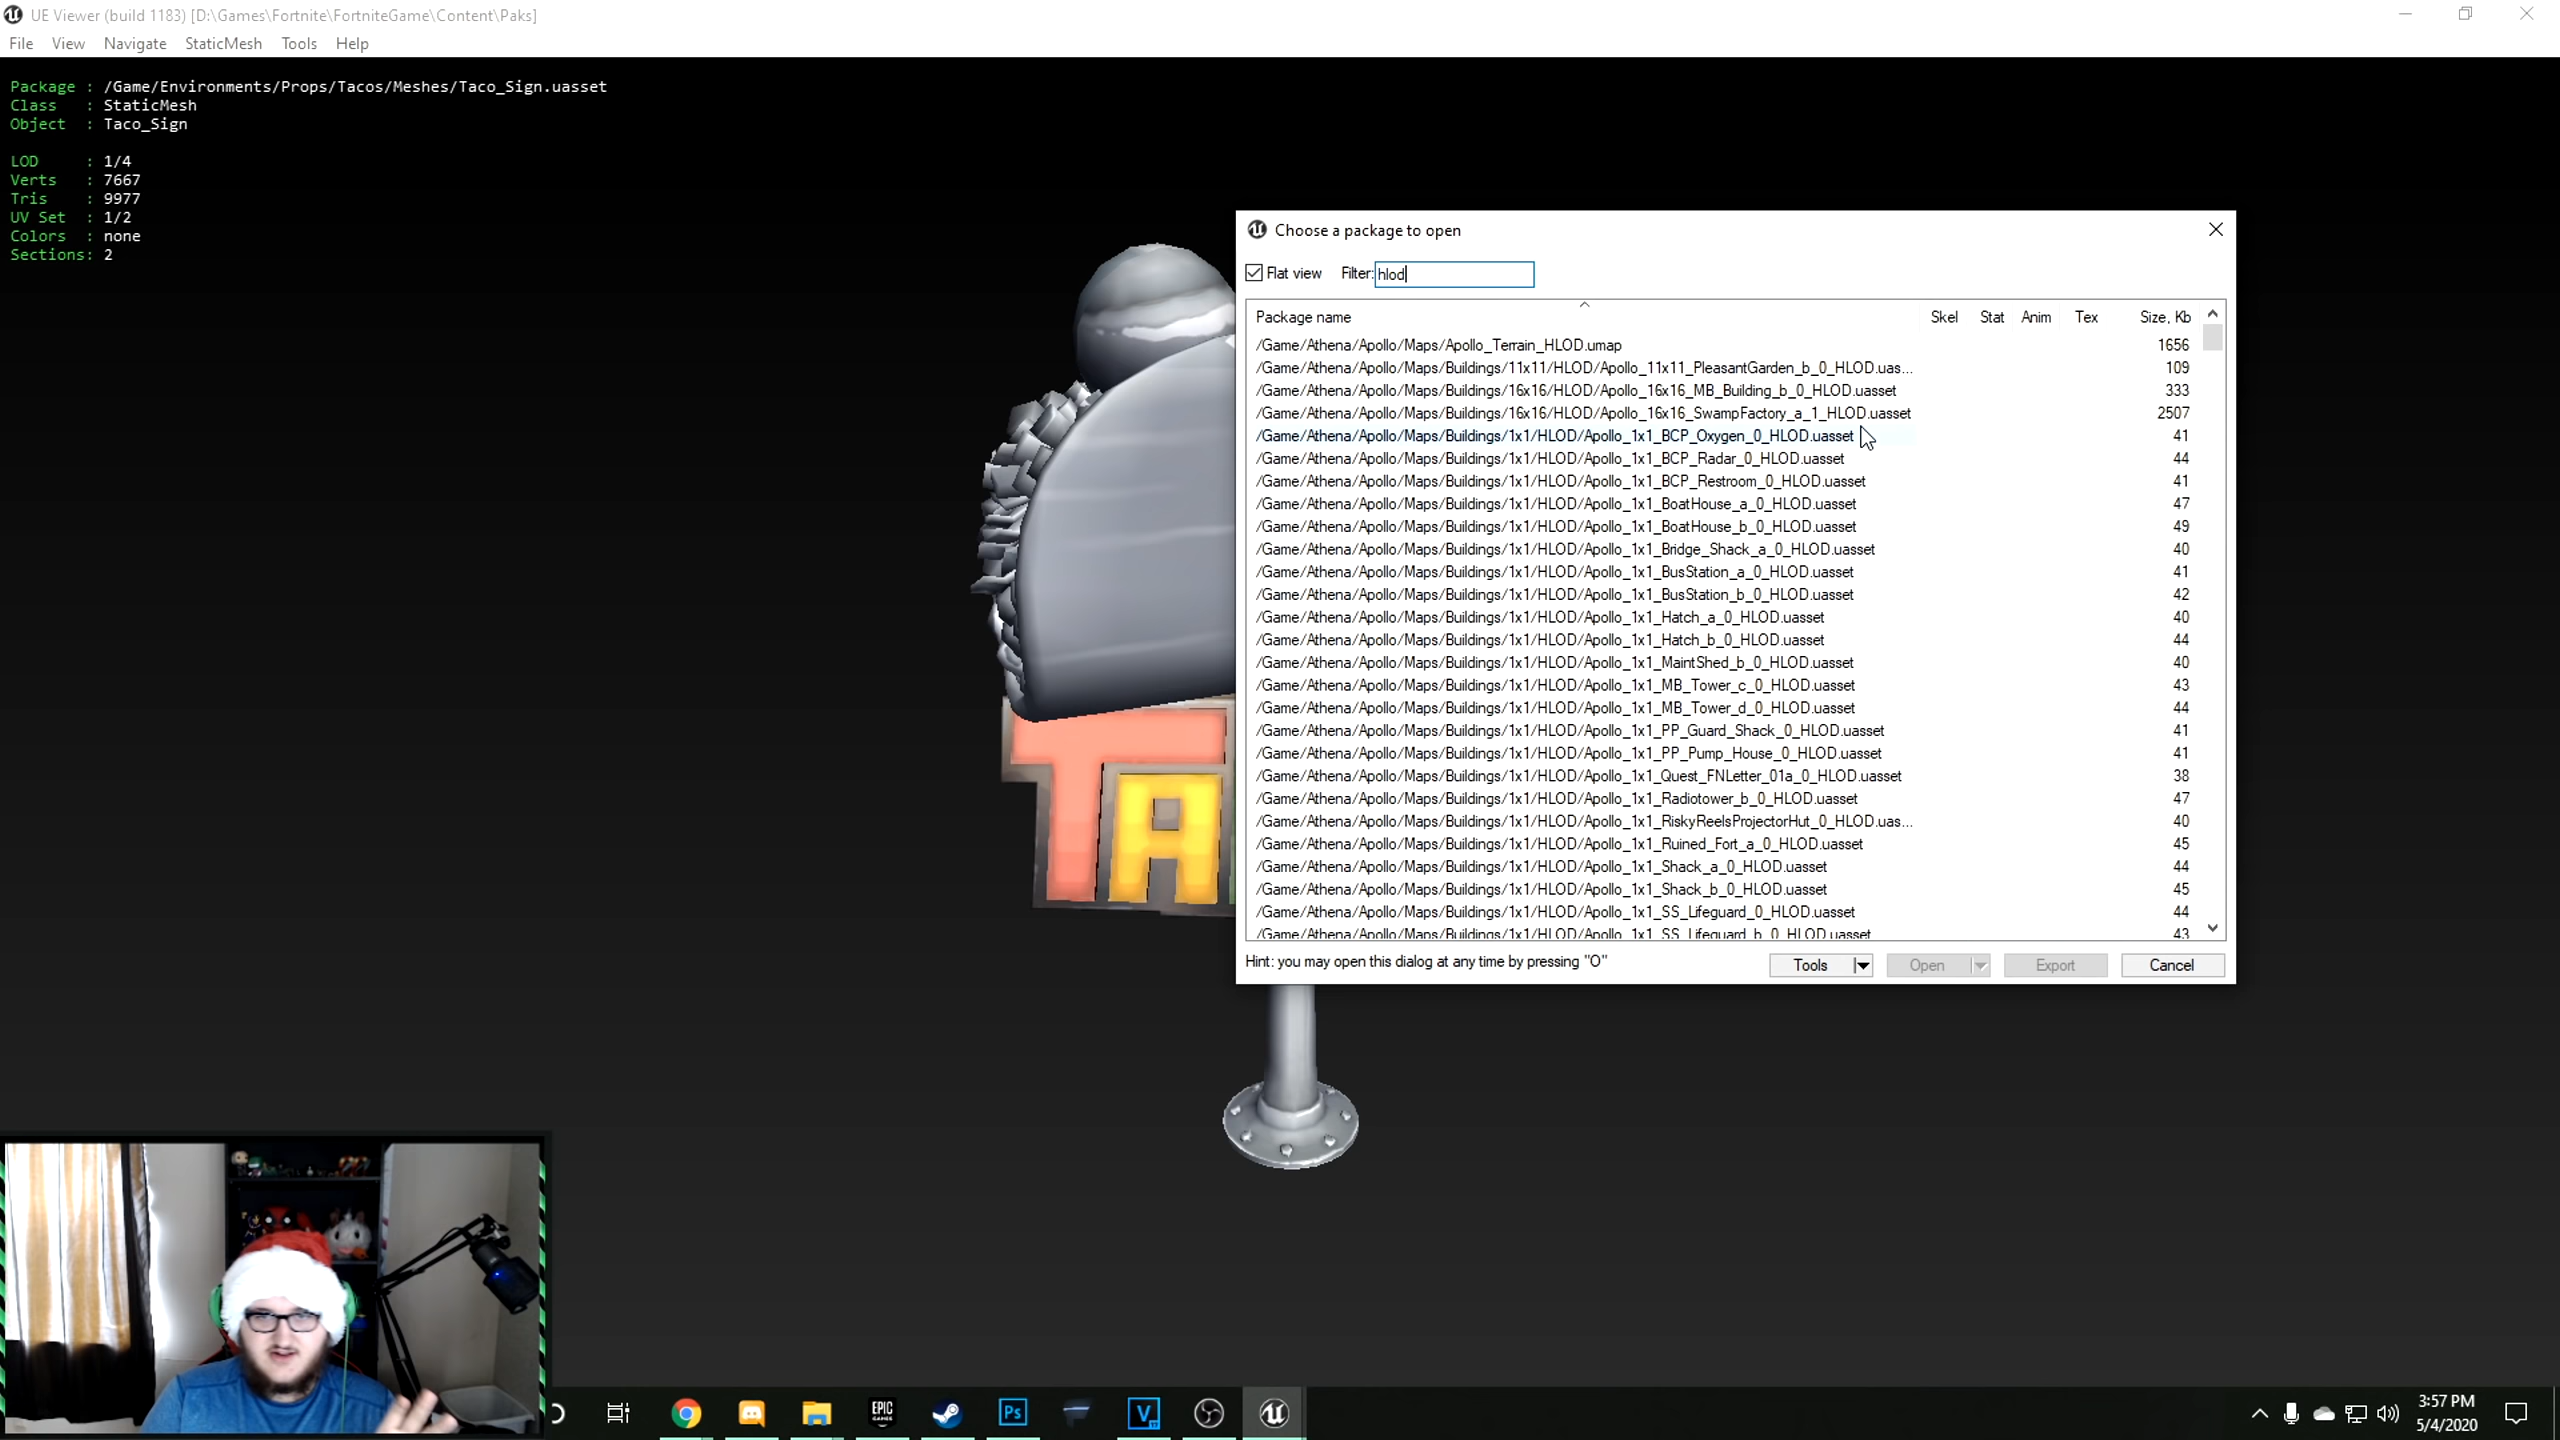 UE Viewer (build 1183) [D:\Games\Fortnite\FortniteGame\Content\Paks]
File View Navigate StaticMesh Tools Help
Package : /Game/Environments/Props/Tacos/Meshes/Taco_Sign.uasset
Class : StaticMesh
Object : Taco_Sign
LOD : 1/4
Verts : 7667
Tris : 9977
UV Set : 1/2
Colors : none
Sections: 2
TA
Choose a package to open
Flat view Filter: hlod
Package name Skel Stat Anim Tex Size, Kb
/Game/Athena/Apollo/Maps/Apollo_Terrain_HLOD.umap 1656
/Game/Athena/Apollo/Maps/Buildings/11x11/HLOD/Apollo_11x11_PleasantGarden_b_0_HLOD.uas... 109
/Game/Athena/Apollo/Maps/Buildings/16x16/HLOD/Apollo_16x16_MB_Building_b_0_HLOD.uasset 333
/Game/Athena/Apollo/Maps/Buildings/16x16/HLOD/Apollo_16x16_SwampFactory_a_1_HLOD.uasset 2507
/Game/Athena/Apollo/Maps/Buildings/1x1/HLOD/Apollo_1x1_BCP_Oxygen_0_HLOD.uasset 41
/Game/Athena/Apollo/Maps/Buildings/1x1/HLOD/Apollo_1x1_BCP_Radar_0_HLOD.uasset 44
/Game/Athena/Apollo/Maps/Buildings/1x1/HLOD/Apollo_1x1_BCP_Restroom_0_HLOD.uasset 41
/Game/Athena/Apollo/Maps/Buildings/1x1/HLOD/Apollo_1x1_BoatHouse_a_0_HLOD.uasset 47
/Game/Athena/Apollo/Maps/Buildings/1x1/HLOD/Apollo_1x1_BoatHouse_b_0_HLOD.uasset 49
/Game/Athena/Apollo/Maps/Buildings/1x1/HLOD/Apollo_1x1_Bridge_Shack_a_0_HLOD.uasset 40
/Game/Athena/Apollo/Maps/Buildings/1x1/HLOD/Apollo_1x1_BusStation_a_0_HLOD.uasset 41
/Game/Athena/Apollo/Maps/Buildings/1x1/HLOD/Apollo_1x1_BusStation_b_0_HLOD.uasset 42
/Game/Athena/Apollo/Maps/Buildings/1x1/HLOD/Apollo_1x1_Hatch_a_0_HLOD.uasset 40
/Game/Athena/Apollo/Maps/Buildings/1x1/HLOD/Apollo_1x1_Hatch_b_0_HLOD.uasset 44
/Game/Athena/Apollo/Maps/Buildings/1x1/HLOD/Apollo_1x1_MaintShed_b_0_HLOD.uasset 40
/Game/Athena/Apollo/Maps/Buildings/1x1/HLOD/Apollo_1x1_MB_Tower_c_0_HLOD.uasset 43
/Game/Athena/Apollo/Maps/Buildings/1x1/HLOD/Apollo_1x1_MB_Tower_d_0_HLOD.uasset 44
/Game/Athena/Apollo/Maps/Buildings/1x1/HLOD/Apollo_1x1_PP_Guard_Shack_0_HLOD.uasset 41
/Game/Athena/Apollo/Maps/Buildings/1x1/HLOD/Apollo_1x1_PP_Pump_House_0_HLOD.uasset 41
/Game/Athena/Apollo/Maps/Buildings/1x1/HLOD/Apollo_1x1_Quest_FNLetter_01a_0_HLOD.uasset 38
/Game/Athena/Apollo/Maps/Buildings/1x1/HLOD/Apollo_1x1_Radiotower_b_0_HLOD.uasset 47
/Game/Athena/Apollo/Maps/Buildings/1x1/HLOD/Apollo_1x1_RiskyReelsProjectorHut_0_HLOD.uas... 40
/Game/Athena/Apollo/Maps/Buildings/1x1/HLOD/Apollo_1x1_Ruined_Fort_a_0_HLOD.uasset 45
/Game/Athena/Apollo/Maps/Buildings/1x1/HLOD/Apollo_1x1_Shack_a_0_HLOD.uasset 44
/Game/Athena/Apollo/Maps/Buildings/1x1/HLOD/Apollo_1x1_Shack_b_0_HLOD.uasset 45
/Game/Athena/Apollo/Maps/Buildings/1x1/HLOD/Apollo_1x1_SS_Lifeguard_0_HLOD.uasset 44
/Game/Athena/Apollo/Maps/Buildings/1x1/HLOD/Apollo_1x1_SS_Lifeguard_b_0_HLOD.uasset 43
Hint: you may open this dialog at any time by pressing "O"
Tools Open Export Cancel
EPIC GAMES
Ps
V
17
3:57 PM
5/4/2020